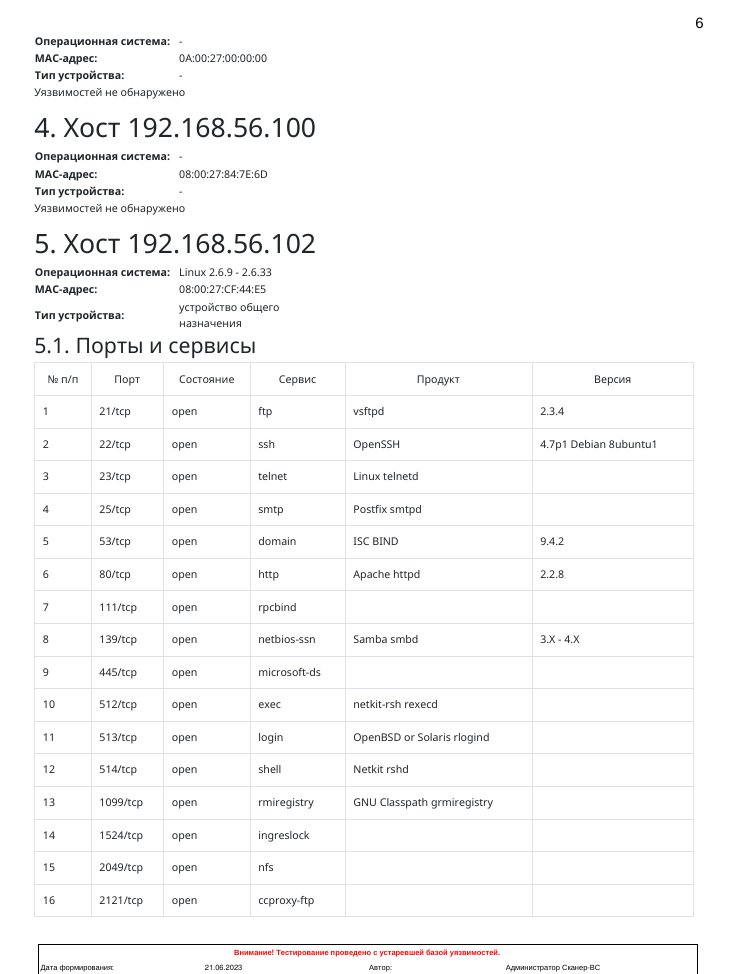 6
Операционная система: -
MAC-адрес: 0A:00:27:00:00:00
Тип устройства: -
Уязвимостей не обнаружено
4. Хост 192.168.56.100
Операционная система: -
MAC-адрес: 08:00:27:84:7E:6D
Тип устройства: -
Уязвимостей не обнаружено
5. Хост 192.168.56.102
Операционная система: Linux 2.6.9 - 2.6.33
MAC-адрес: 08:00:27:CF:44:E5
Тип устройства: устройство общего
назначения
5.1. Порты и сервисы
№ п/п Порт Состояние Сервис Продукт Версия
1 21/tcp open ftp vsftpd 2.3.4
2 22/tcp open ssh OpenSSH 4.7p1 Debian 8ubuntu1
3 23/tcp open telnet Linux telnetd
4 25/tcp open smtp Postfix smtpd
5 53/tcp open domain ISC BIND 9.4.2
6 80/tcp open http Apache httpd 2.2.8
7 111/tcp open rpcbind
8 139/tcp open netbios-ssn Samba smbd 3.X - 4.X
9 445/tcp open microsoft-ds
10 512/tcp open exec netkit-rsh rexecd
11 513/tcp open login OpenBSD or Solaris rlogind
12 514/tcp open shell Netkit rshd
13 1099/tcp open rmiregistry GNU Classpath grmiregistry
14 1524/tcp open ingreslock
15 2049/tcp open nfs
16 2121/tcp open ccproxy-ftp
Внимание! Тестирование проведено с устаревшей базой уязвимостей.
Дата формирования: 21.06.2023 Автор: Администратор Сканер-ВС